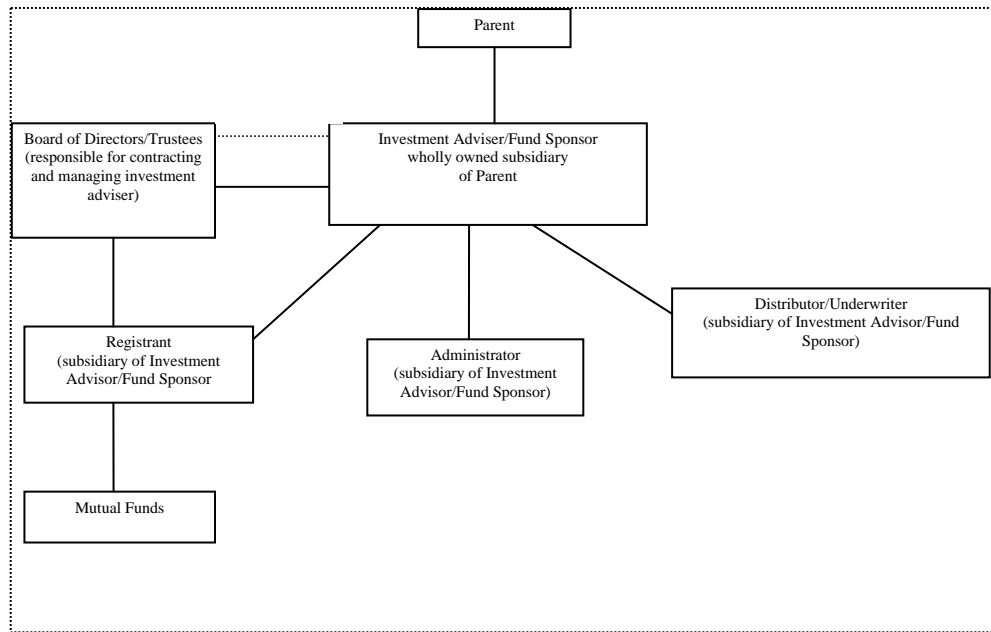 Parent
Board of Directors/Trustees
(responsible for contracting
and managing investment
adviser)
Investment Adviser/Fund Sponsor
wholly owned subsidiary
of Parent
Distributor/Underwriter
(subsidiary of Investment Advisor/Fund
Sponsor)
Registrant
(subsidiary of Investment
Advisor/Fund Sponsor
Administrator
(subsidiary of Investment
Advisor/Fund Sponsor)
Mutual Funds